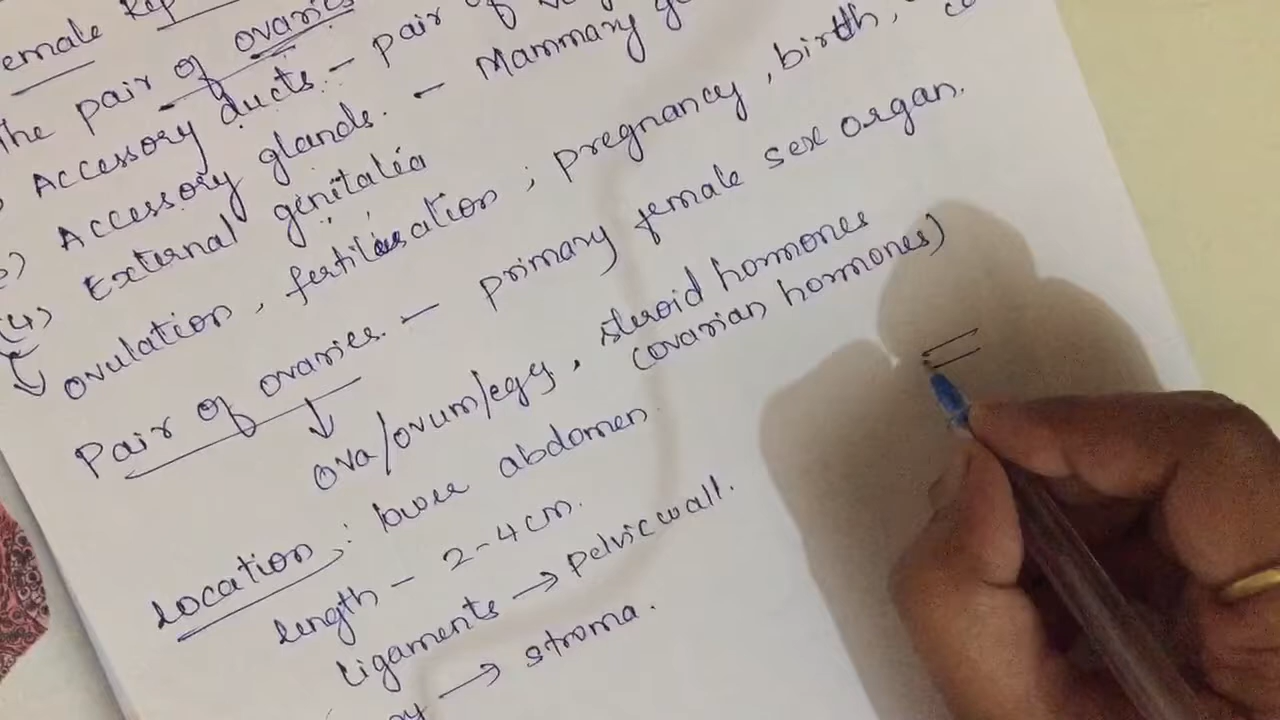 emale Rep
The pair of ovaries
Accessory ducts - pair of
Accessory glands. - Mammary g
(4) External genitalia
ovulation, fertilisation ; pregnancy, birth,
Pair of ovaries. - primary female sex organ.
ova/ovum/egg, steroid hormones
(ovarian hormones)
Location : lower abdomen
length - 2-4 cm.
ligaments → pelvic wall.
→ stroma.